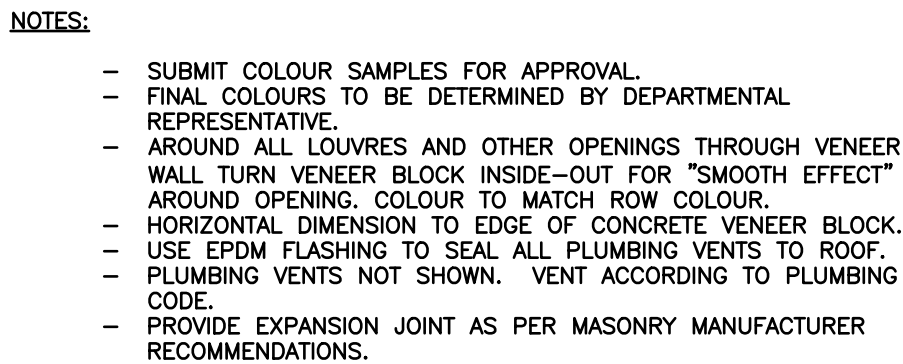 NOTES:
– SUBMIT COLOUR SAMPLES FOR APPROVAL.
– FINAL COLOURS TO BE DETERMINED BY DEPARTMENTAL
REPRESENTATIVE.
– AROUND ALL LOUVRES AND OTHER OPENINGS THROUGH VENEER
WALL TURN VENEER BLOCK INSIDE–OUT FOR "SMOOTH EFFECT"
AROUND OPENING. COLOUR TO MATCH ROW COLOUR.
– HORIZONTAL DIMENSION TO EDGE OF CONCRETE VENEER BLOCK.
– USE EPDM FLASHING TO SEAL ALL PLUMBING VENTS TO ROOF.
– PLUMBING VENTS NOT SHOWN. VENT ACCORDING TO PLUMBING
CODE.
– PROVIDE EXPANSION JOINT AS PER MASONRY MANUFACTURER
RECOMMENDATIONS.